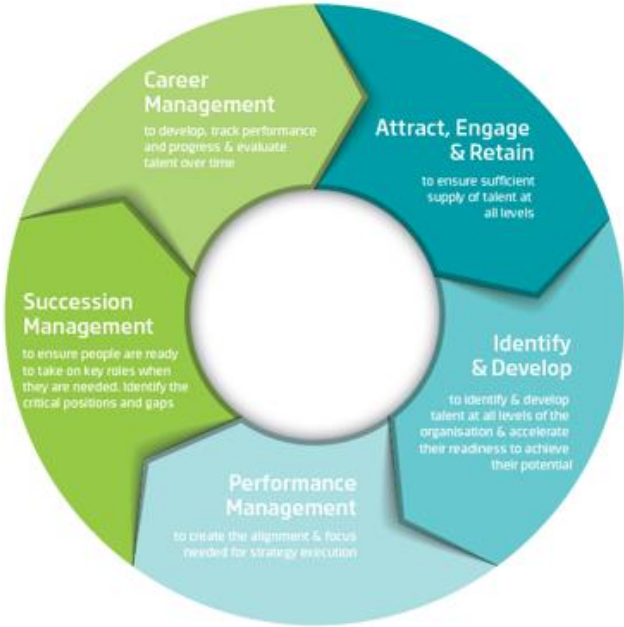 Career
Management
to develop, track performance
and progress & evaluate
talent over time
Attract, Engage
& Retain
to ensure sufficient
supply of talent at
all levels
Identify
& Develop
to identify & develop
talent at all levels of the
organisation & accelerate
their readiness to achieve
their potential
Performance
Management
to create the alignment & focus
needed for strategy execution
Succession
Management
to ensure people are ready
to take on key roles when
they are needed. Identify the
critical positions and gaps